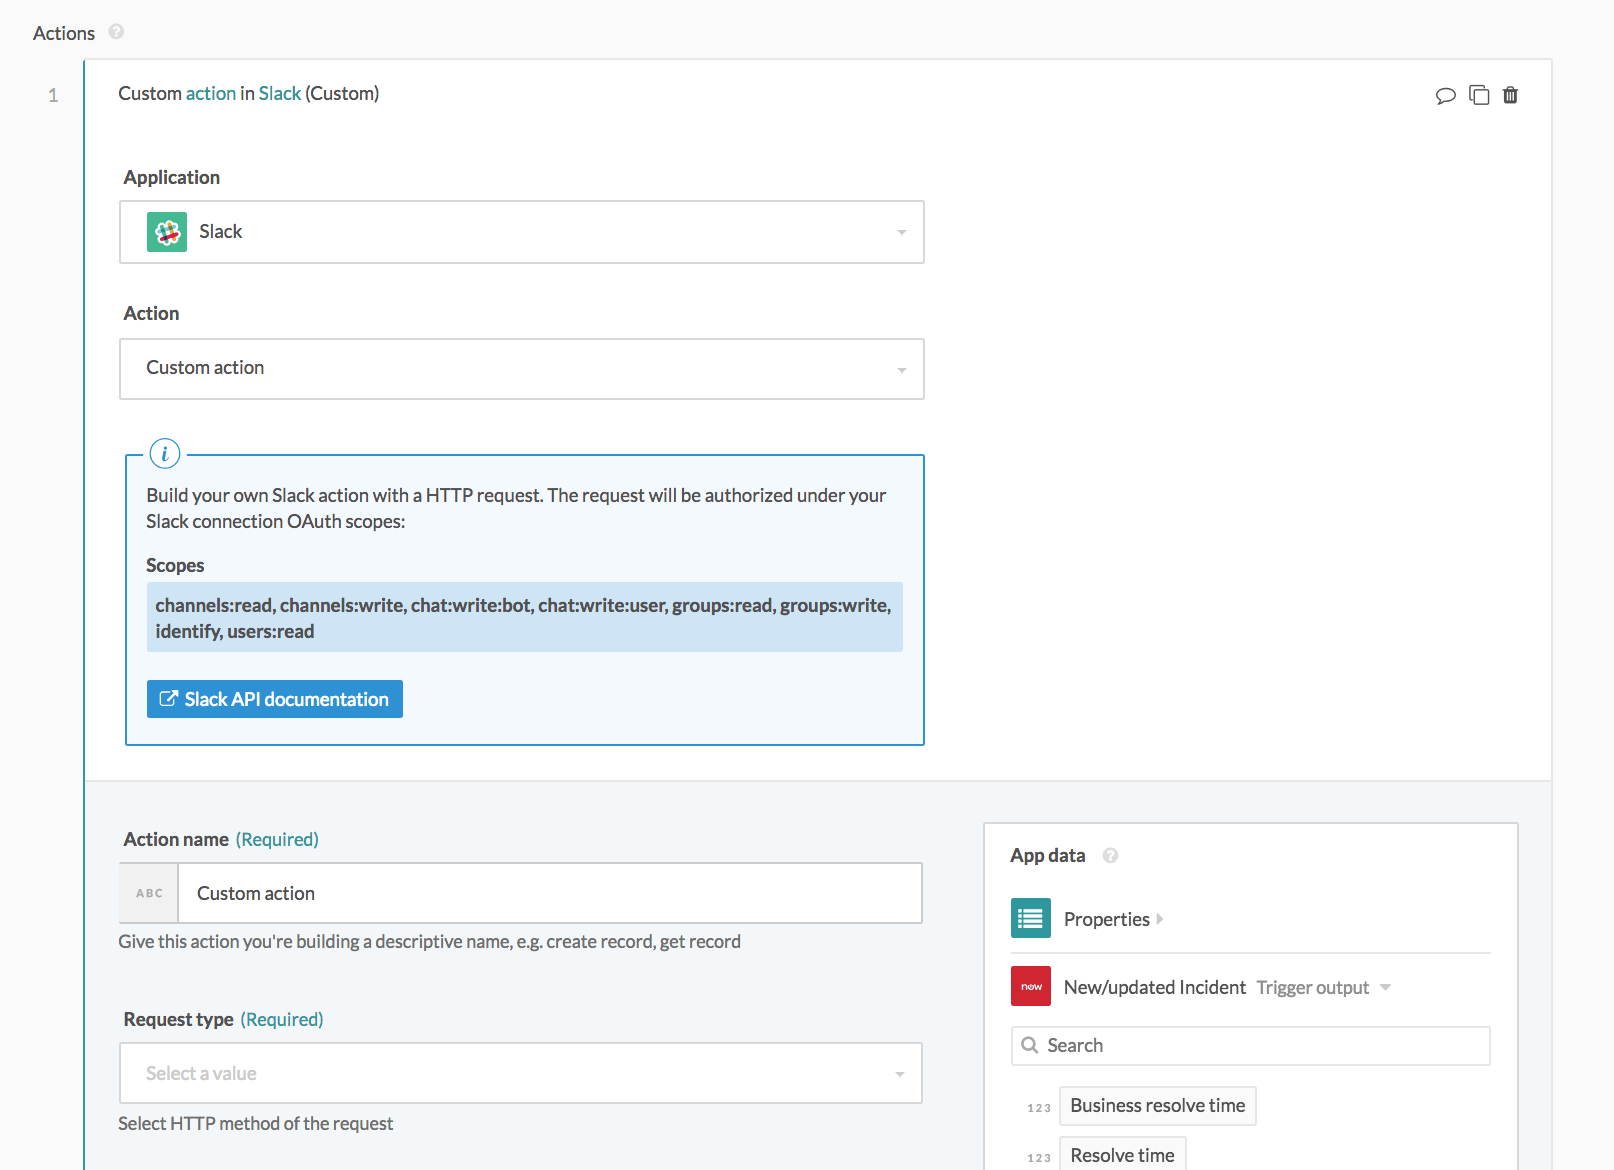 Actions ?
1
Custom action in Slack (Custom)
Application
Slack
Action
Custom action
i
Build your own Slack action with a HTTP request. The request will be authorized under your
Slack connection OAuth scopes:
Scopes
channels:read, channels:write, chat:write:bot, chat:write:user, groups:read, groups:write,
identify, users:read
Slack API documentation
Action name (Required)
ABC Custom action
Give this action you're building a descriptive name, e.g. create record, get record
Request type (Required)
Select a value
Select HTTP method of the request
App data ?
Properties
now New/updated Incident Trigger output
Search
123 Business resolve time
123 Resolve time